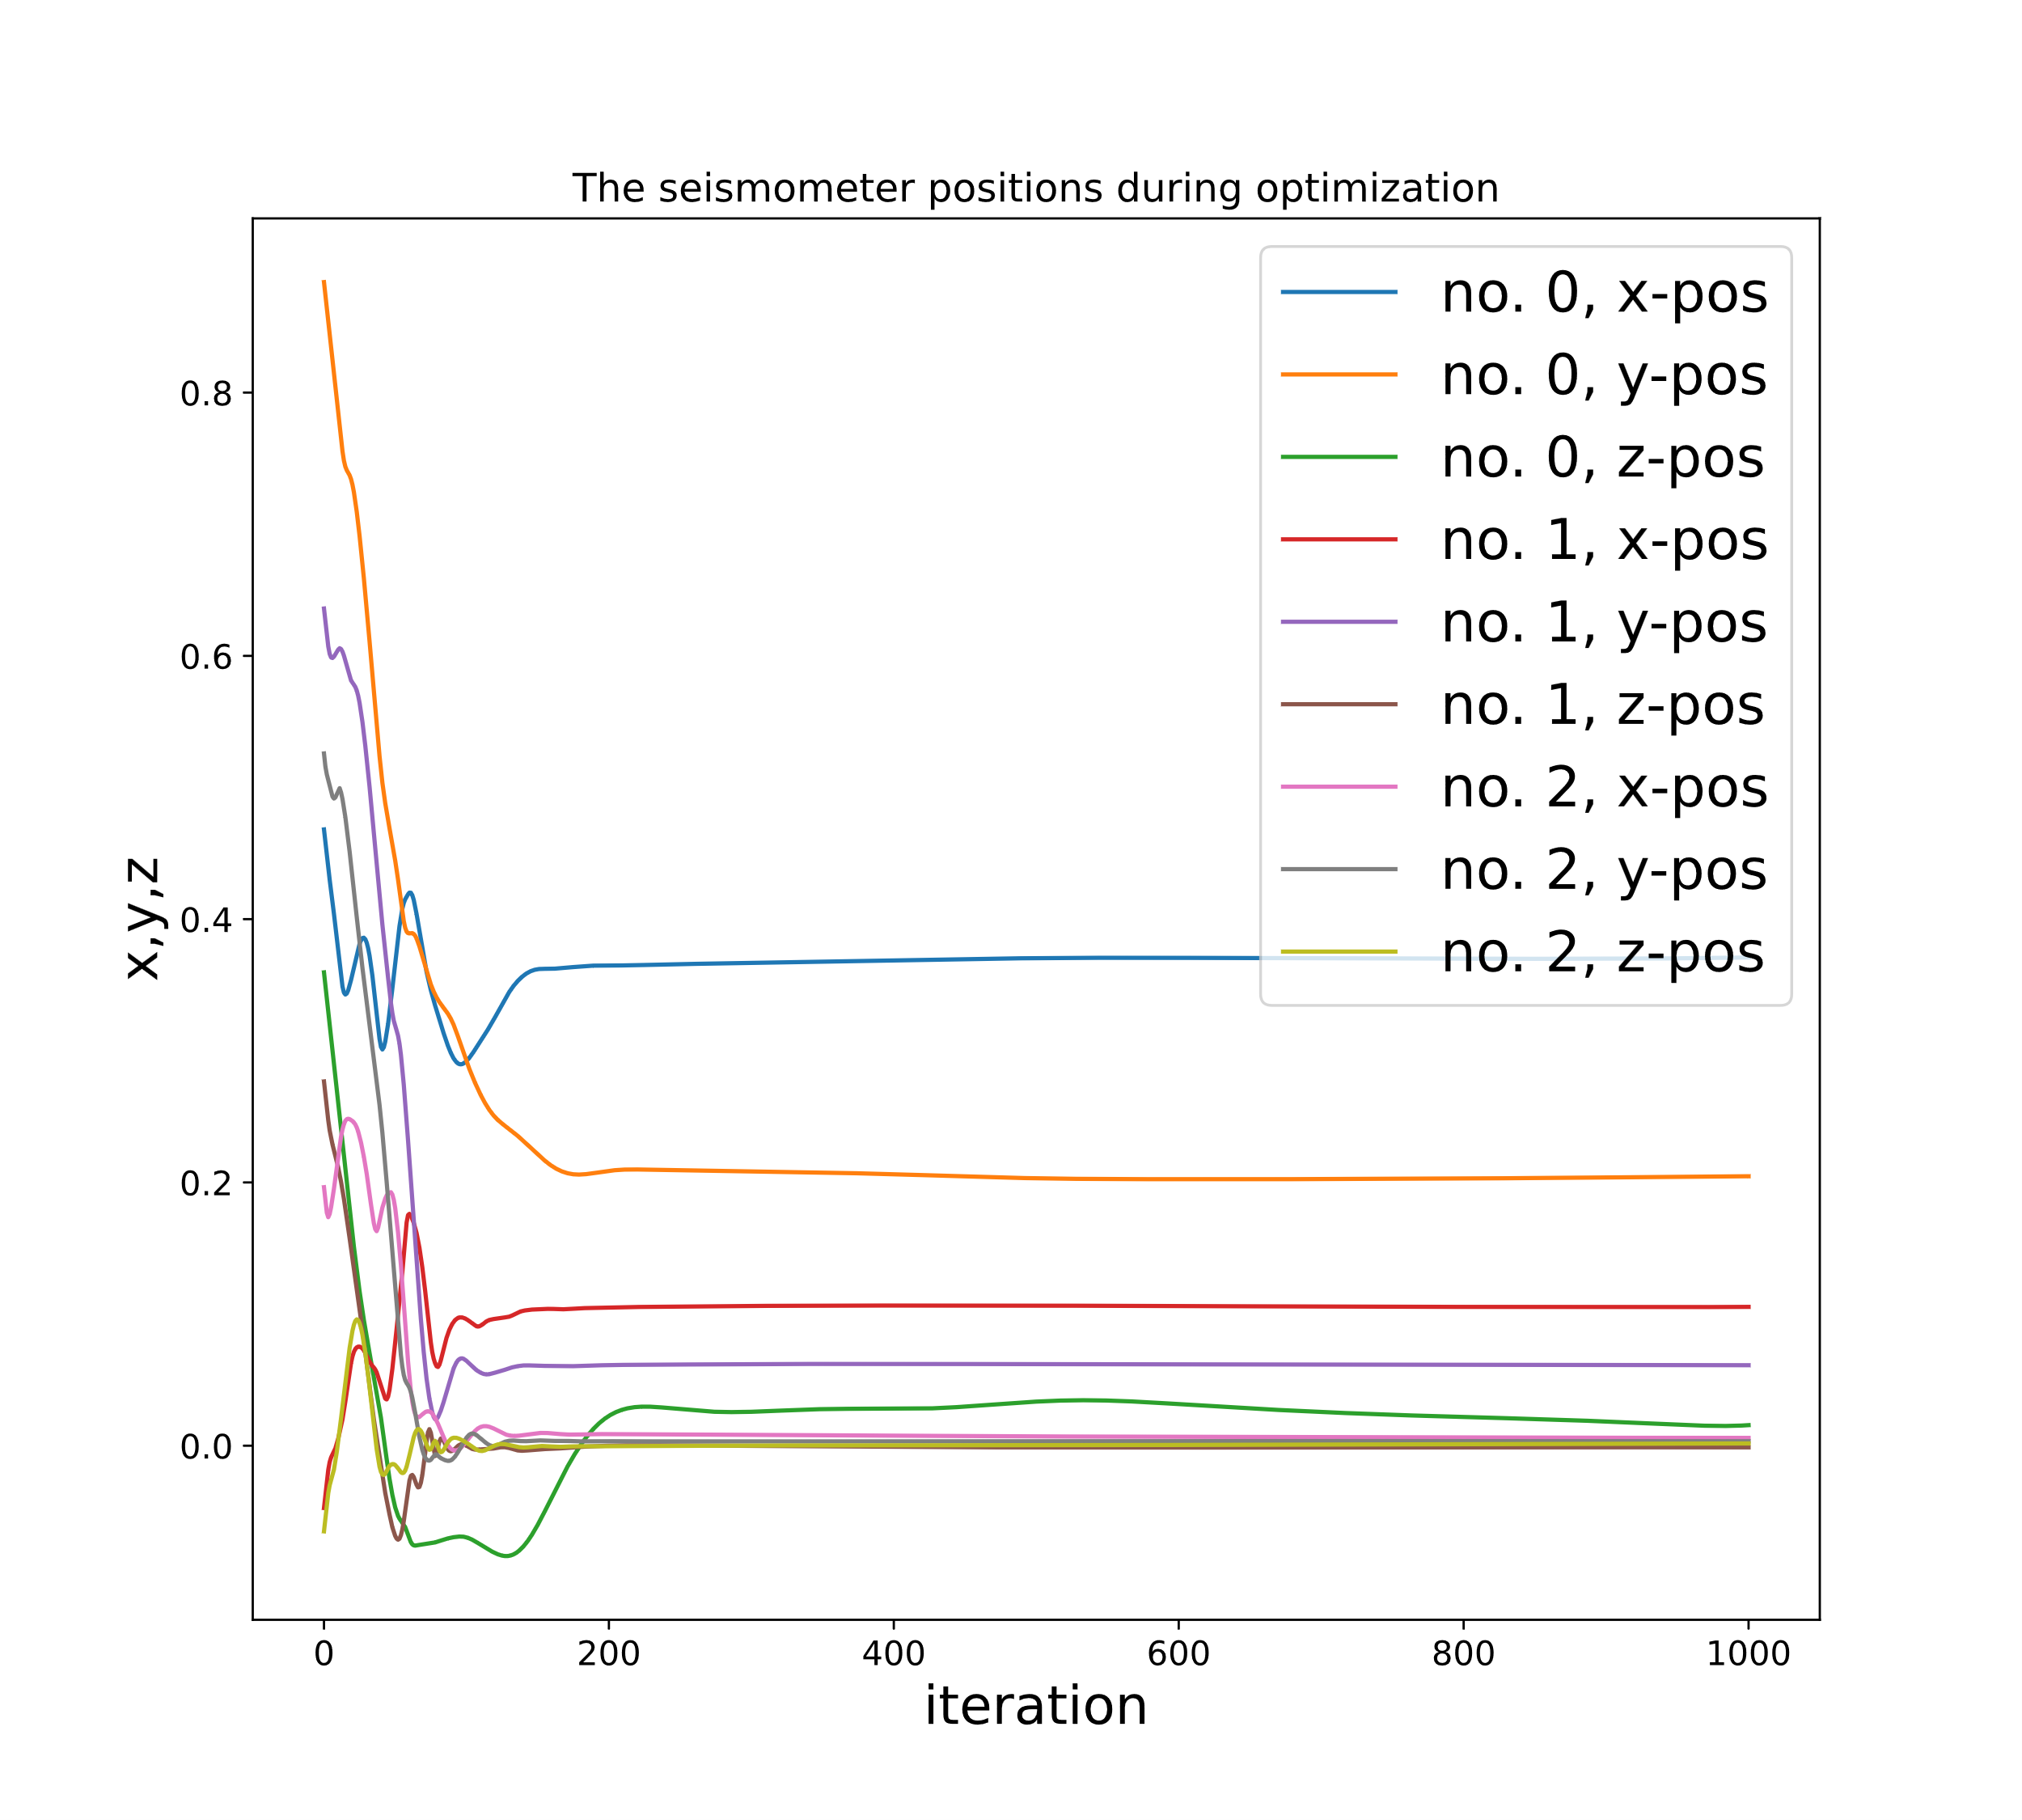 The seismometer positions during optimization
no. 0, x-pos
no. 0, y-pos
no. 0, z-pos
no. 1, x-pos
no. 1, y-pos
no. 1, z-pos
no. 2, x-pos
no. 2, y-pos
no. 2, z-pos
x,y,z
0.8
0.6
0.4
0.2
0.0
0 200 400 600 800 1000
iteration